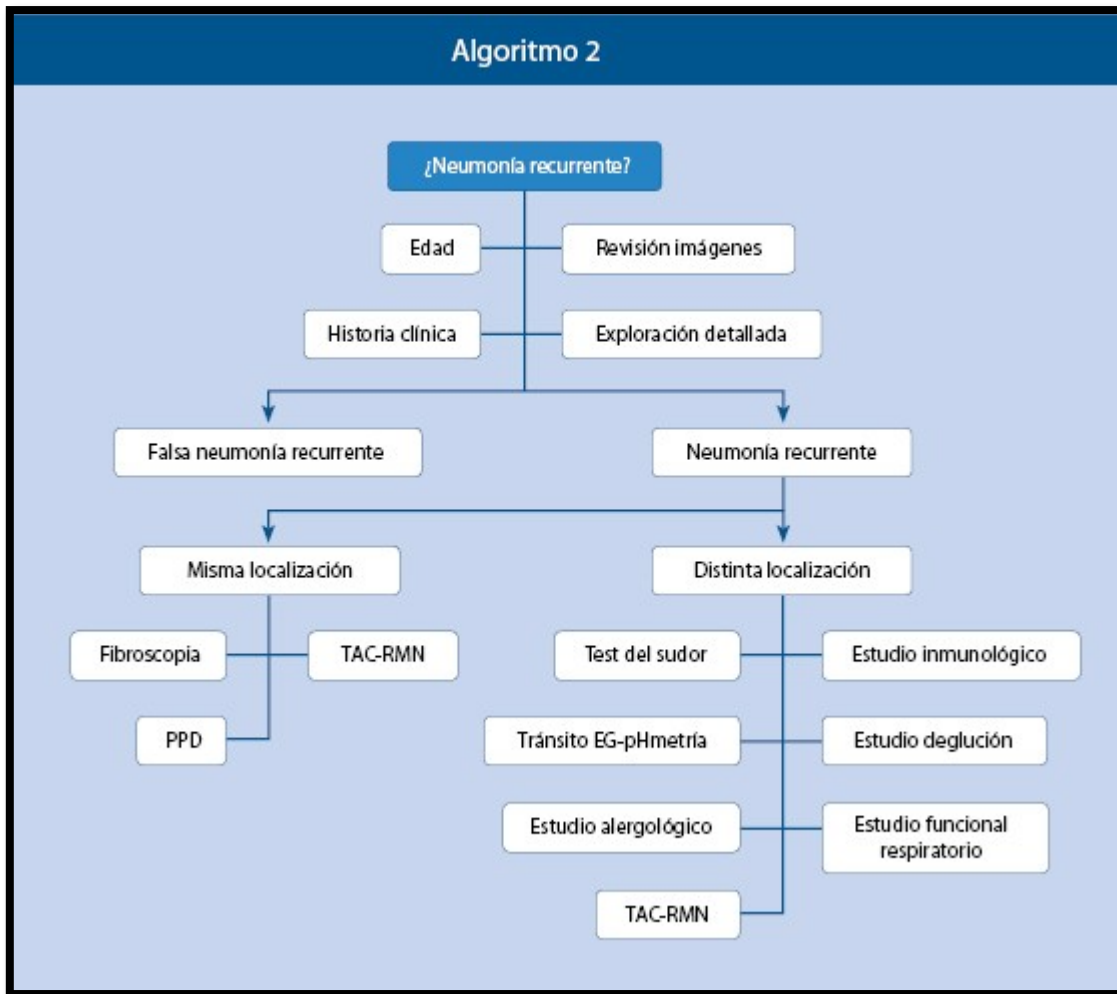 Algoritmo 2
¿Neumonía recurrente?
Edad
Revisión imágenes
Historia clínica
Exploración detallada
Falsa neumonía recurrente
Neumonía recurrente
Misma localización
Distinta localización
Fibroscopia
TAC-RMN
Test del sudor
Estudio inmunológico
PPD
Tránsito EG-pHmetría
Estudio deglución
Estudio alergológico
Estudio funcional
respiratorio
TAC-RMN